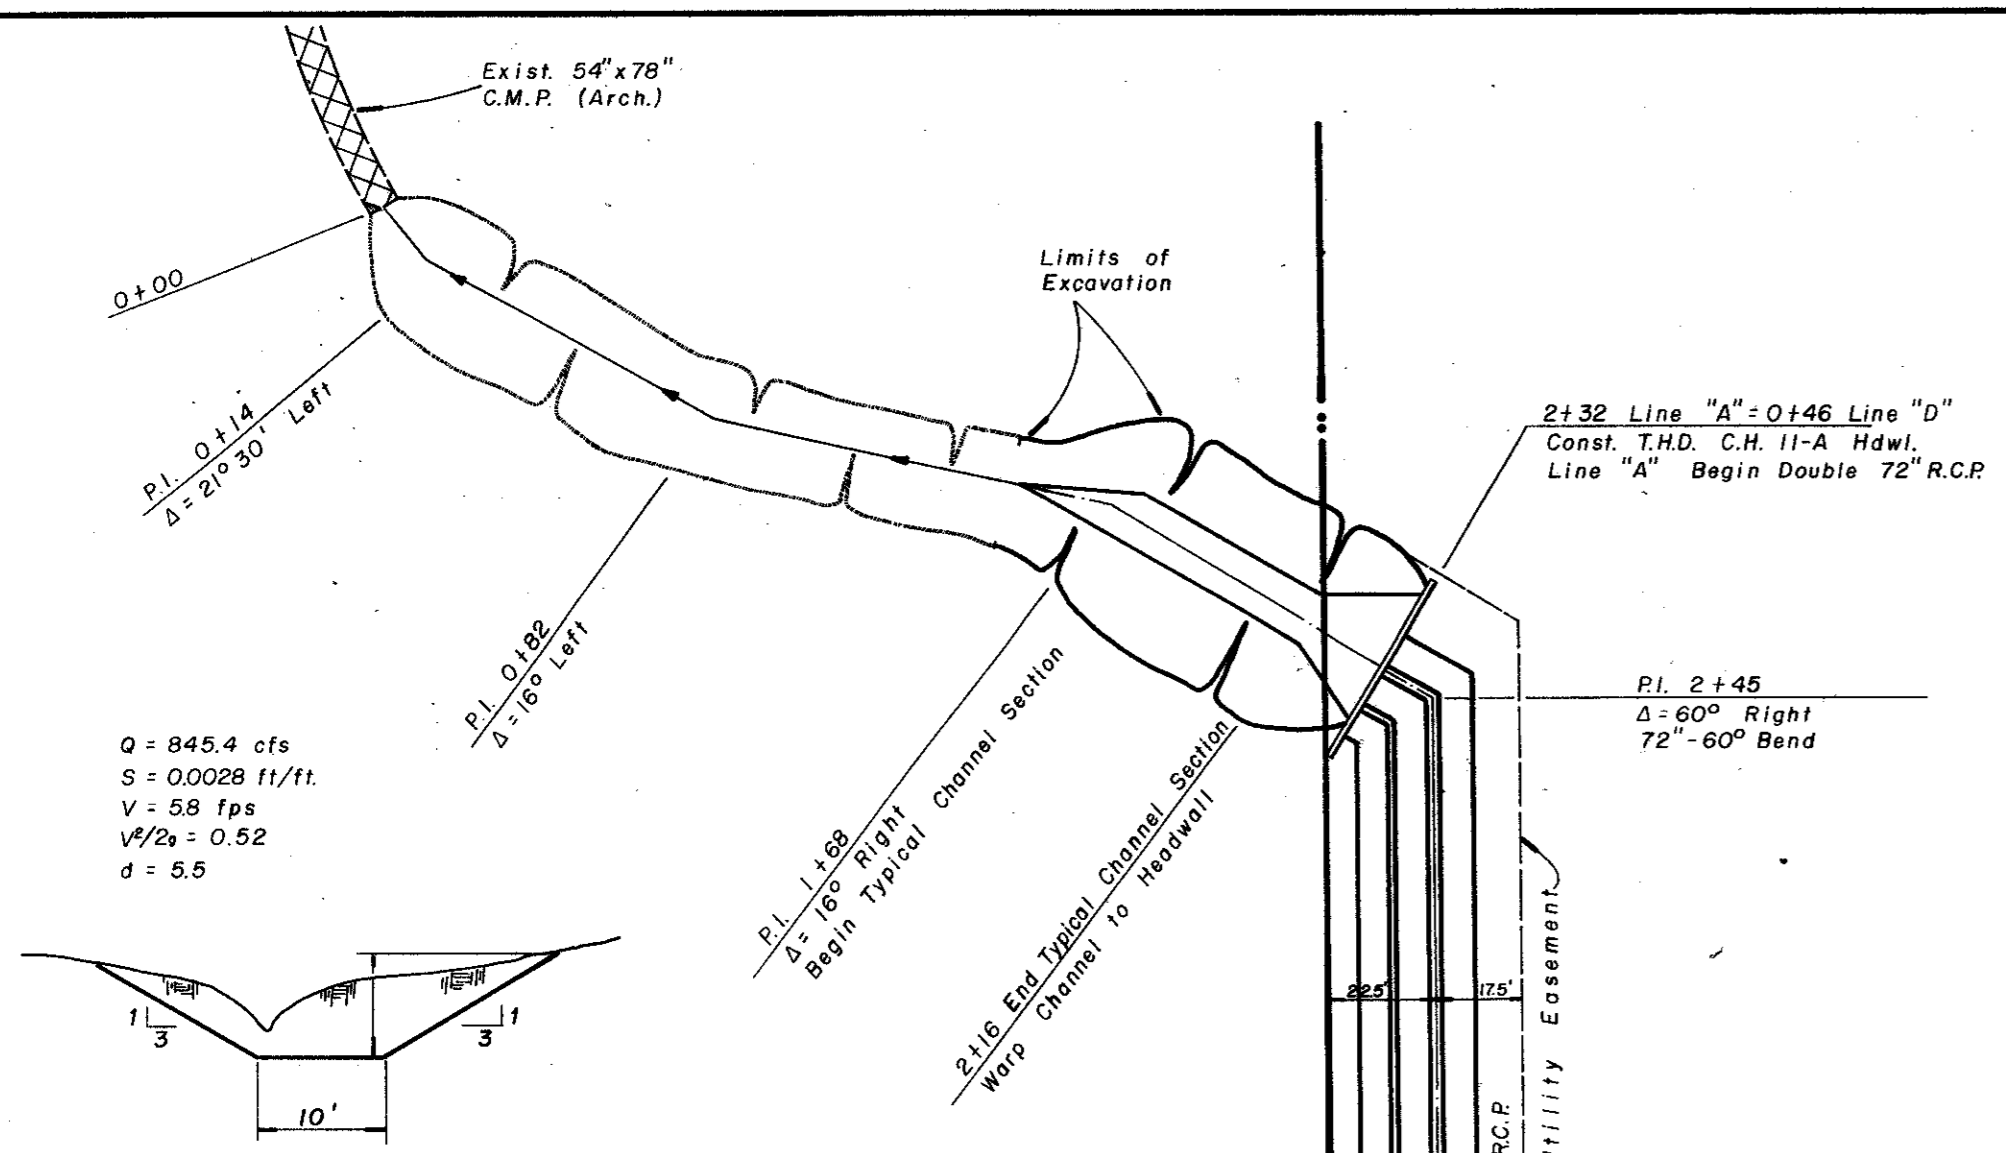 Exist. 54"x78"
C.M.P. (Arch.)
0+00
P.I. 0+14
Δ = 21° 30' Left
P.I. 0+82
Δ = 16° Left
Limits of
Excavation
2+32 Line "A" = 0+46 Line "D"
Const. T.H.D. C.H. 11-A Hdwl.
Line "A" Begin Double 72" R.C.P.
P.I. 2+45
Δ = 60° Right
72"-60° Bend
P.I. 1+68
Δ = 16° Right
Begin Typical Channel Section
2+16 End Typical Channel Section
Warp Channel to Headwall
Q = 845.4 cfs
S = 0.0028 ft/ft.
V = 5.8 fps
V²/2g = 0.52
d = 5.5
1
3
1
3
10'
22.5'
17.5'
R.C.P.
tility Easement